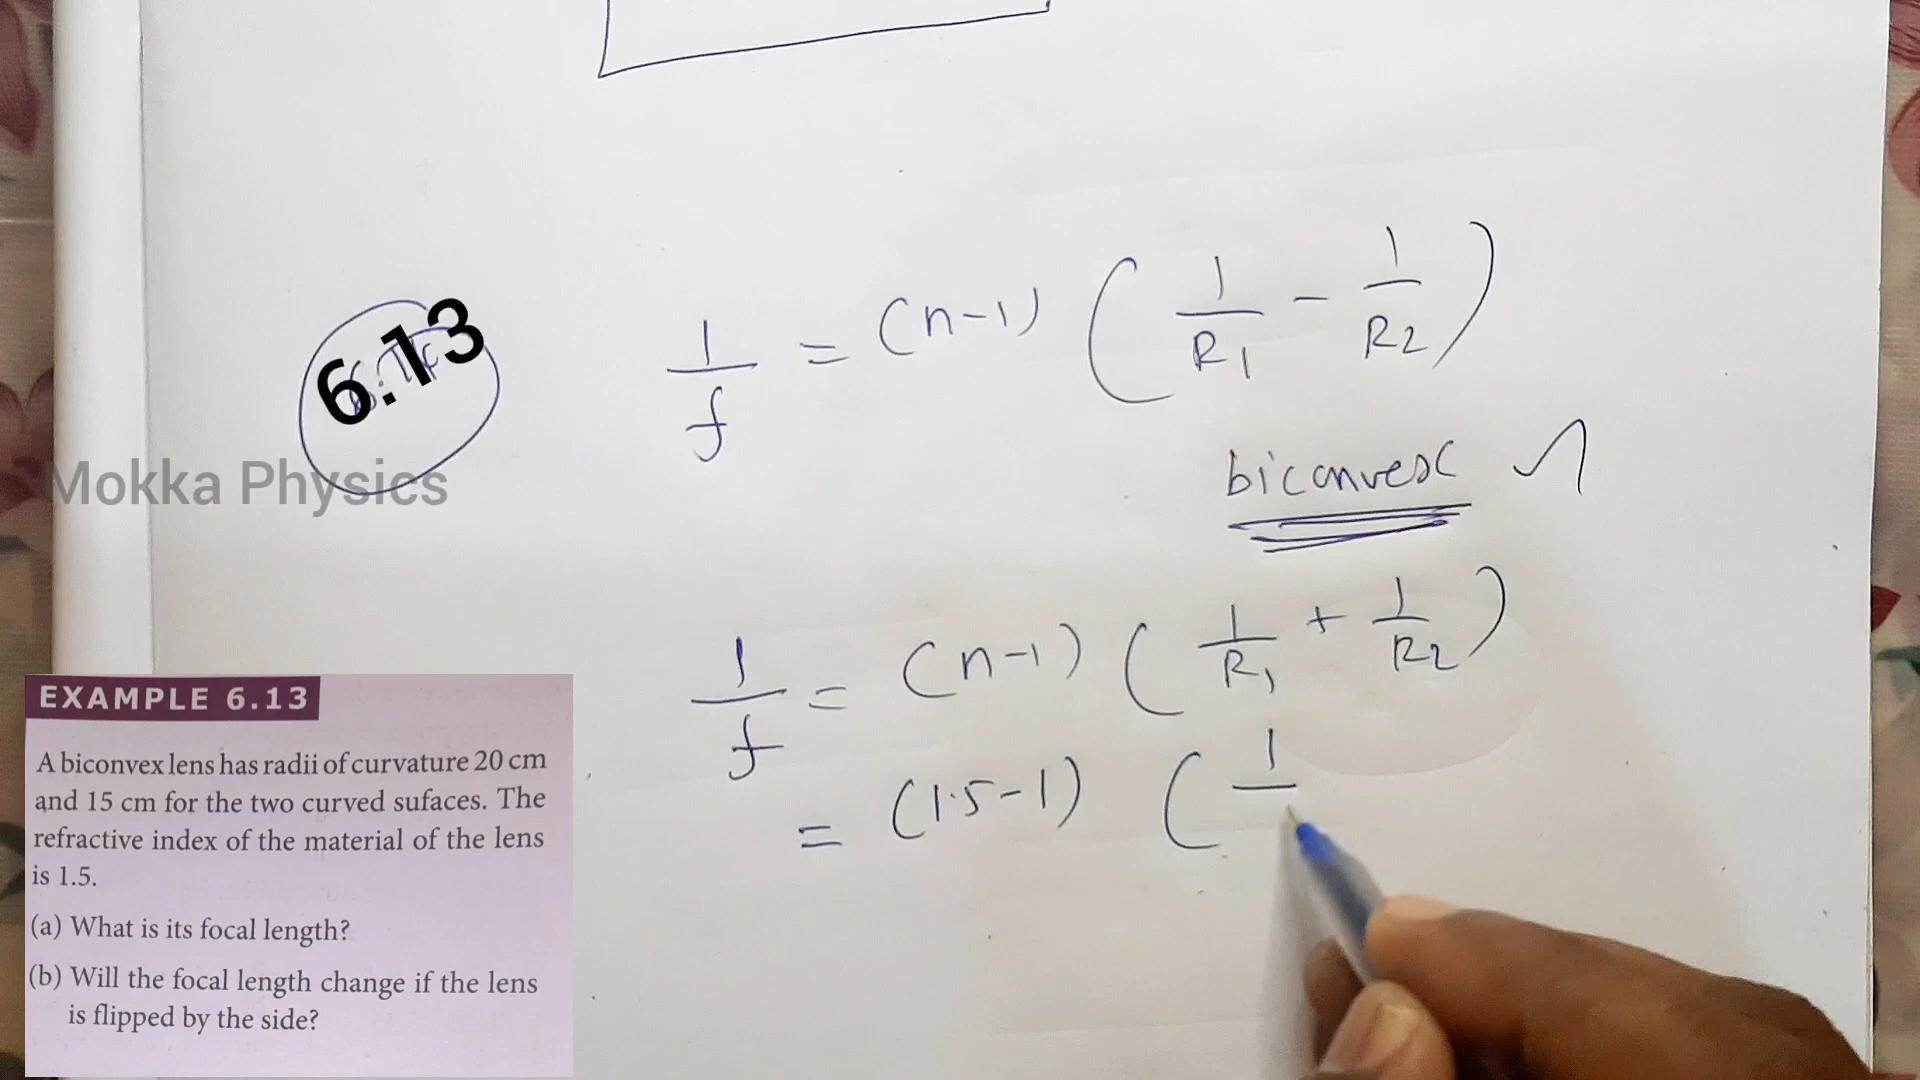 6.13
Mokka Physics
1/f = (n-1) (1/R1 - 1/R2)
biconvex
1/f = (n-1) (1/R1 + 1/R2)
= (1.5-1) (1/
EXAMPLE 6.13
A biconvex lens has radii of curvature 20 cm
and 15 cm for the two curved sufaces. The
refractive index of the material of the lens
is 1.5.
(a) What is its focal length?
(b) Will the focal length change if the lens
is flipped by the side?